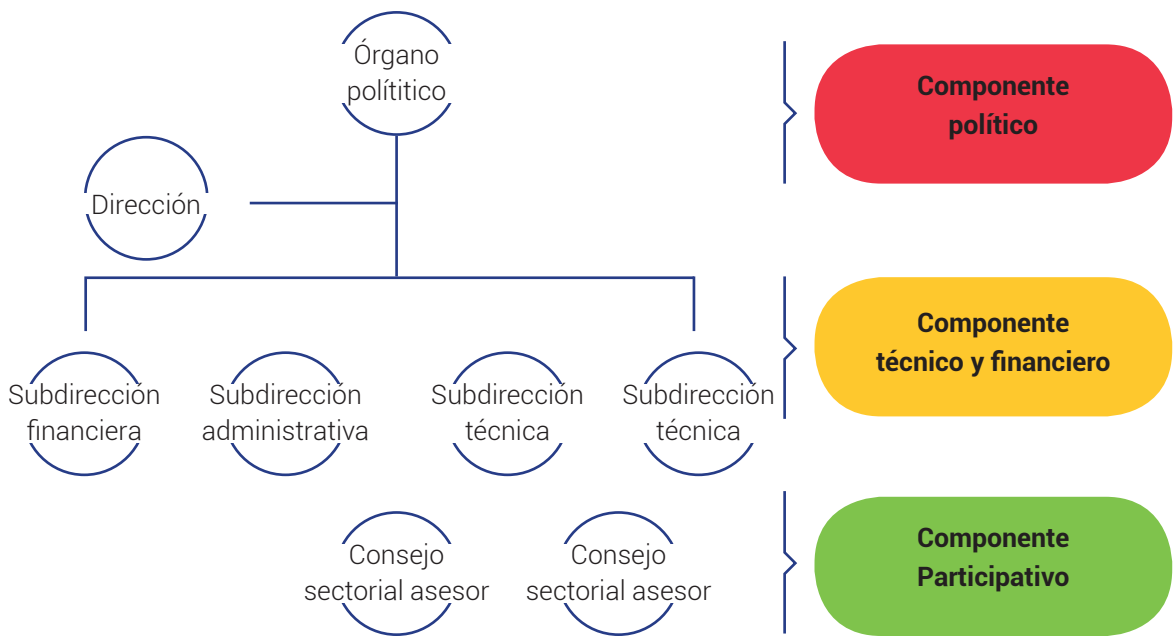 Órgano
polítitico
Componente
político
Dirección
Componente
técnico y financiero
Subdirección
financiera
Subdirección
administrativa
Subdirección
técnica
Subdirección
técnica
Componente
Participativo
Consejo
sectorial asesor
Consejo
sectorial asesor